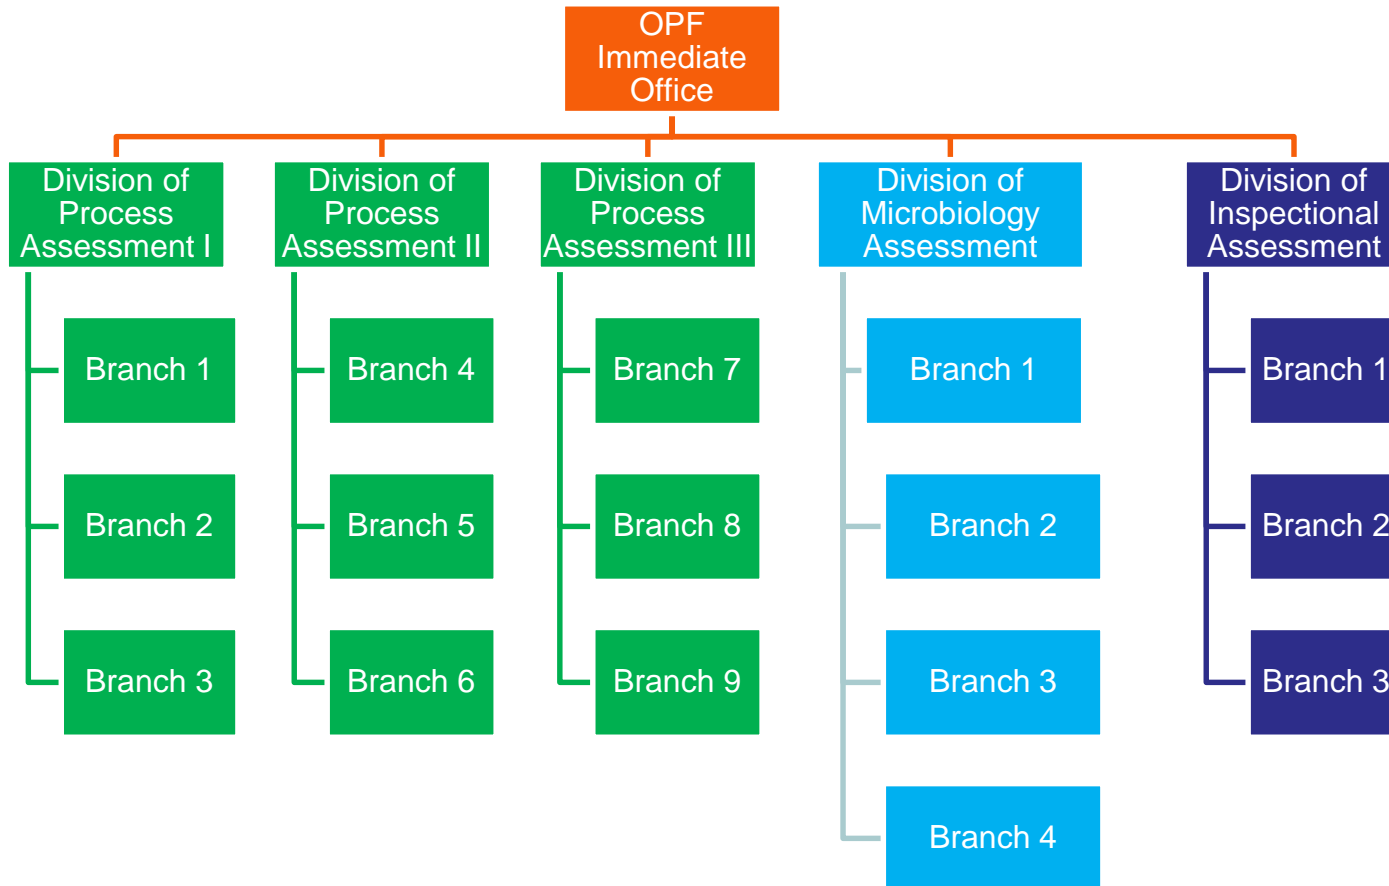 OPF
Immediate
Office
Division of
Process
Assessment I
Division of
Process
Assessment II
Division of
Process
Assessment III
Division of
Microbiology
Assessment
Division of
Inspectional
Assessment
Branch 1
Branch 4
Branch 7
Branch 1
Branch 1
Branch 2
Branch 5
Branch 8
Branch 2
Branch 2
Branch 3
Branch 6
Branch 9
Branch 3
Branch 3
Branch 4